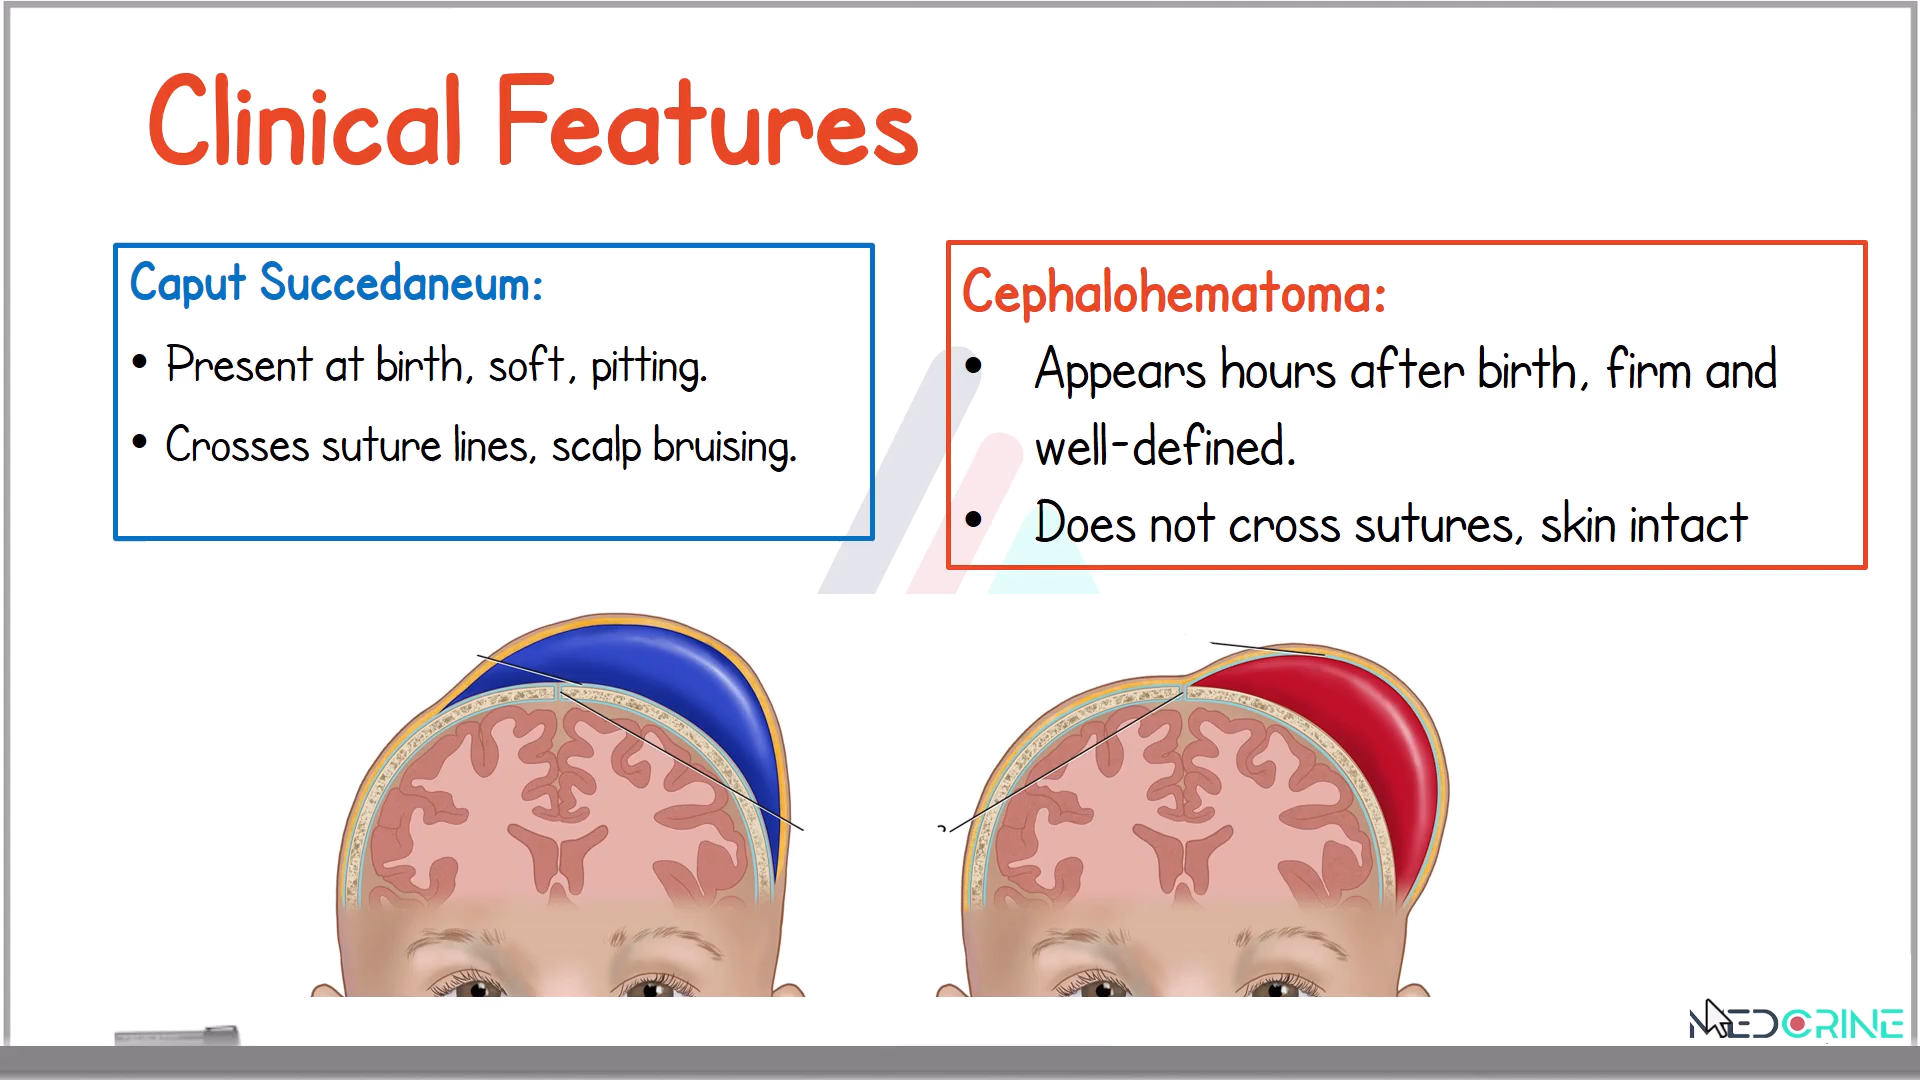 Clinical Features
Caput Succedaneum:
• Present at birth, soft, pitting.
• Crosses suture lines, scalp bruising.
Cephalohematoma:
• Appears hours after birth, firm and
well-defined.
• Does not cross sutures, skin intact
MEDCRINE